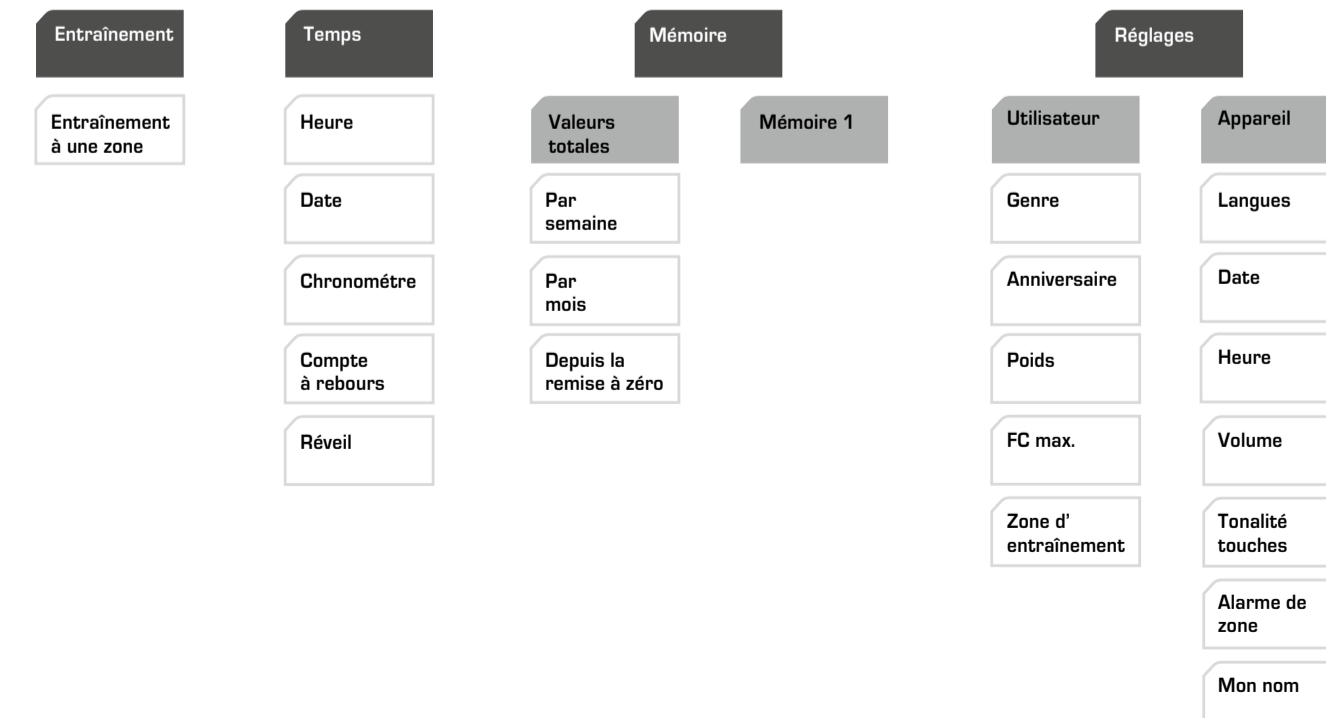 Entraînement
Temps
Mémoire
Réglages
Entraînement
à une zone
Heure
Valeurs
totales
Mémoire 1
Utilisateur
Appareil
Date
Par
semaine
Genre
Langues
Chronométre
Par
mois
Anniversaire
Date
Compte
à rebours
Depuis la
remise à zéro
Poids
Heure
Réveil
FC max.
Volume
Zone d’
entraînement
Tonalité
touches
Alarme de
zone
Mon nom